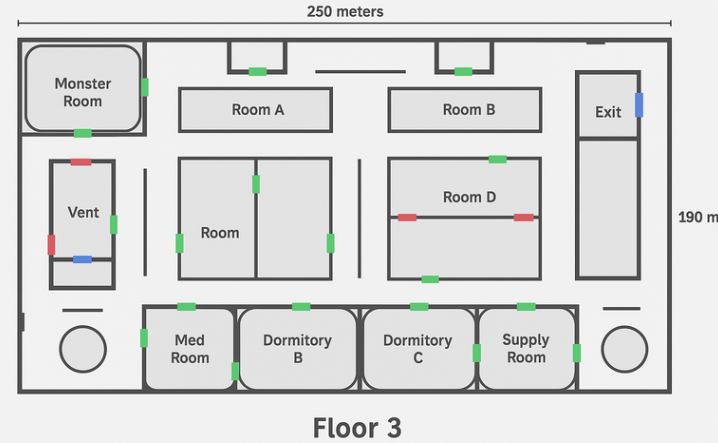 250 meters
Monster
Room
Room A
Room B
Exit
Vent
Room
Room D
190 m
Med
Room
Dormitory
B
Dormitory
C
Supply
Room
Floor 3